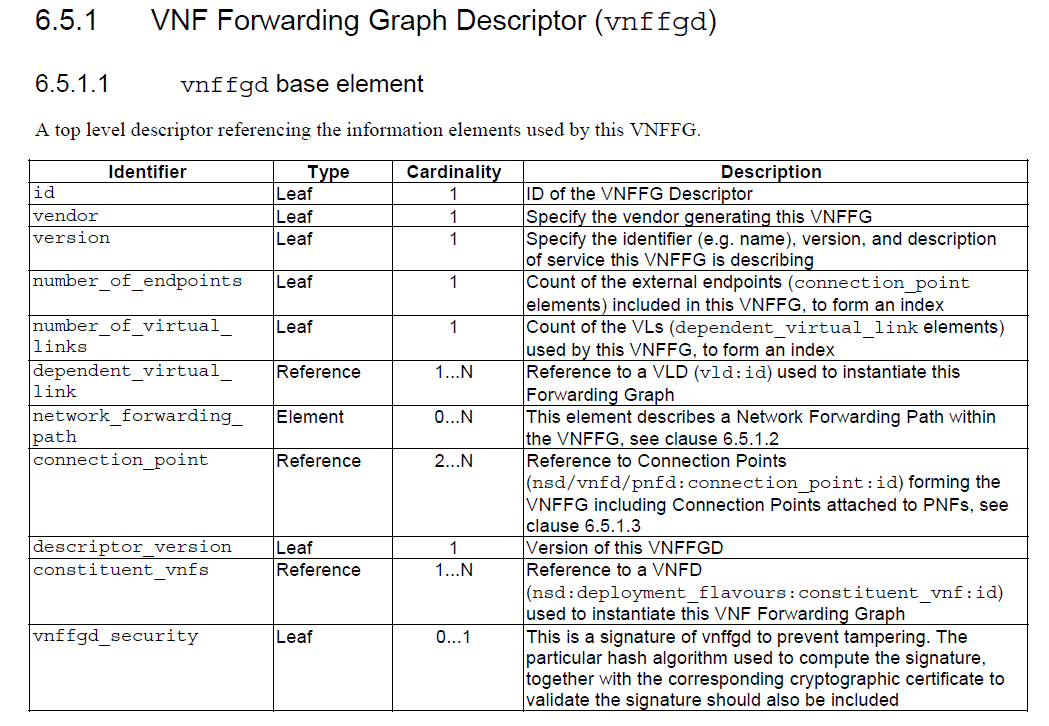 6.5.1 VNF Forwarding Graph Descriptor (vnffgd)
6.5.1.1 vnffgd base element
A top level descriptor referencing the information elements used by this VNFFG.
Identifier Type Cardinality Description
id Leaf 1 ID of the VNFFG Descriptor
vendor Leaf 1 Specify the vendor generating this VNFFG
version Leaf 1 Specify the identifier (e.g. name), version, and description
of service this VNFFG is describing
number_of_endpoints Leaf 1 Count of the external endpoints (connection_point
elements) included in this VNFFG, to form an index
number_of_virtual_ Leaf 1 Count of the VLs (dependent_virtual_link elements)
links used by this VNFFG, to form an index
dependent_virtual_ Reference 1...N Reference to a VLD (vld:id) used to instantiate this
link Forwarding Graph
network_forwarding_ Element 0...N This element describes a Network Forwarding Path within
path the VNFFG, see clause 6.5.1.2
connection_point Reference 2...N Reference to Connection Points
(nsd/vnfd/pnfd:connection_point:id) forming the
VNFFG including Connection Points attached to PNFs, see
clause 6.5.1.3
descriptor_version Leaf 1 Version of this VNFFGD
constituent_vnfs Reference 1...N Reference to a VNFD
(nsd:deployment_flavours:constituent_vnf:id)
used to instantiate this VNF Forwarding Graph
vnffgd_security Leaf 0...1 This is a signature of vnffgd to prevent tampering. The
particular hash algorithm used to compute the signature,
together with the corresponding cryptographic certificate to
validate the signature should also be included